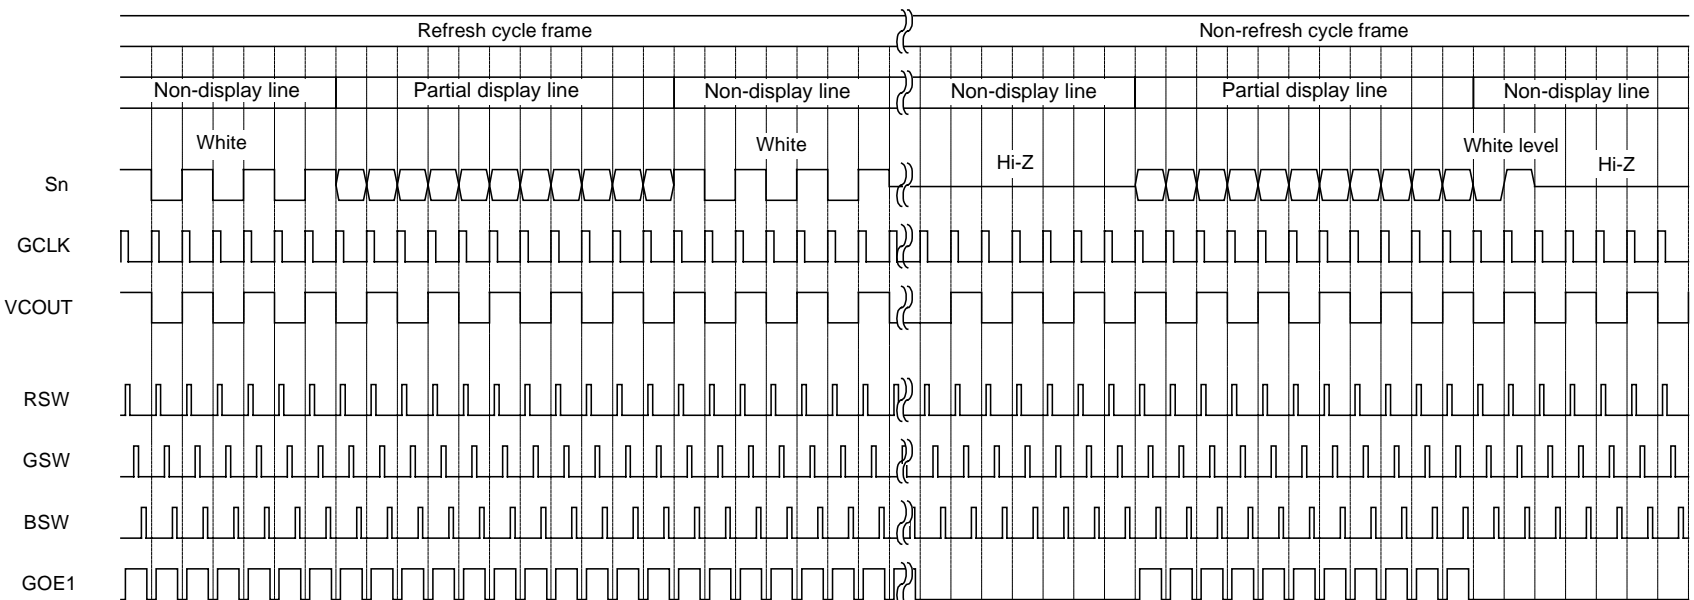 Refresh cycle frame Non-refresh cycle frame
Non-display line Partial display line Non-display line Non-display line Partial display line Non-display line
White White Hi-Z White level Hi-Z
Sn
GCLK
VCOUT
RSW
GSW
BSW
GOE1